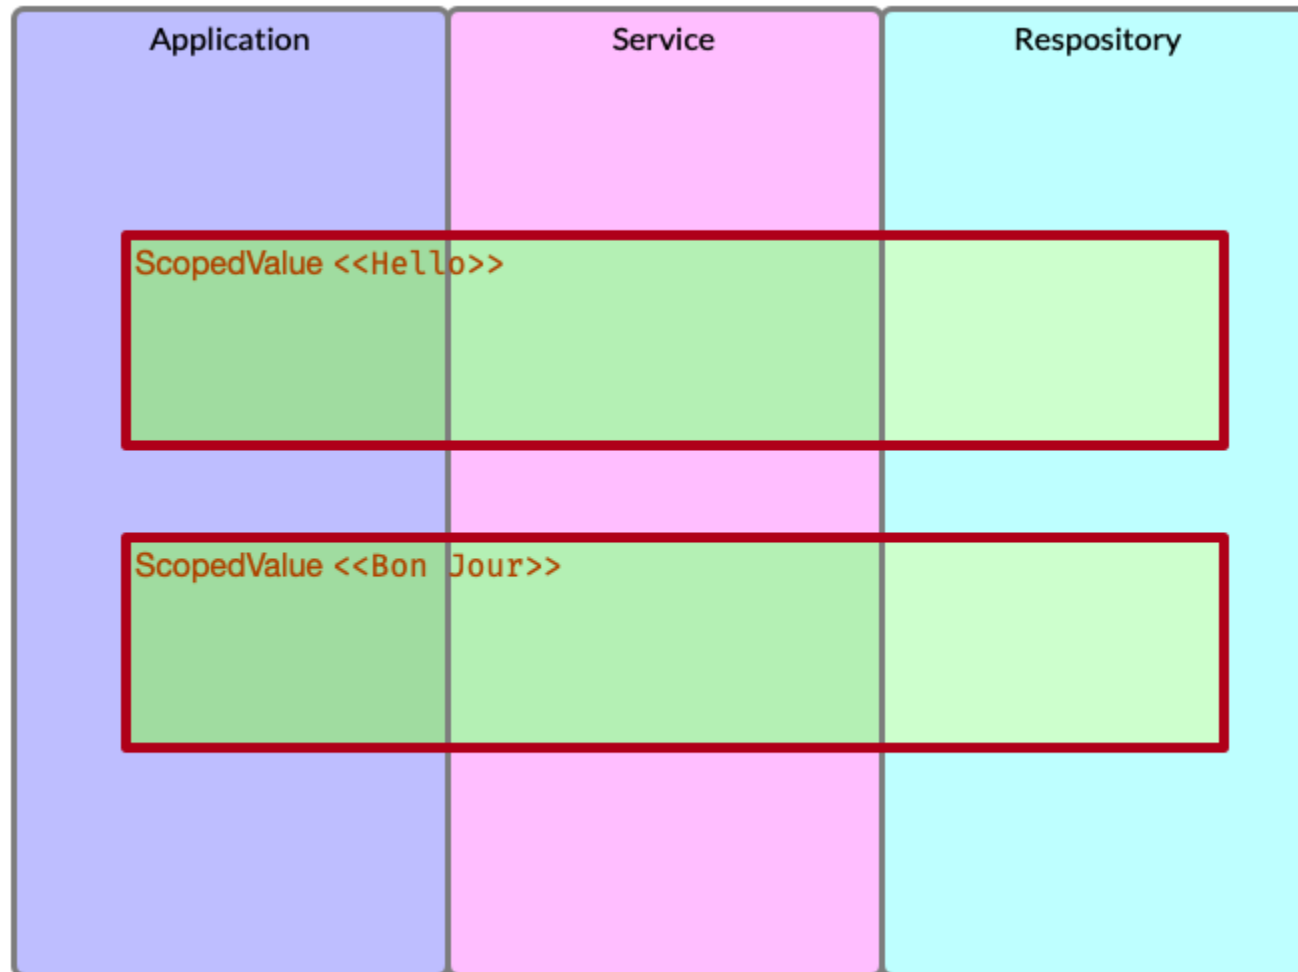 Application
Service
Respository
ScopedValue <<Hello>>
ScopedValue <<Bon Jour>>